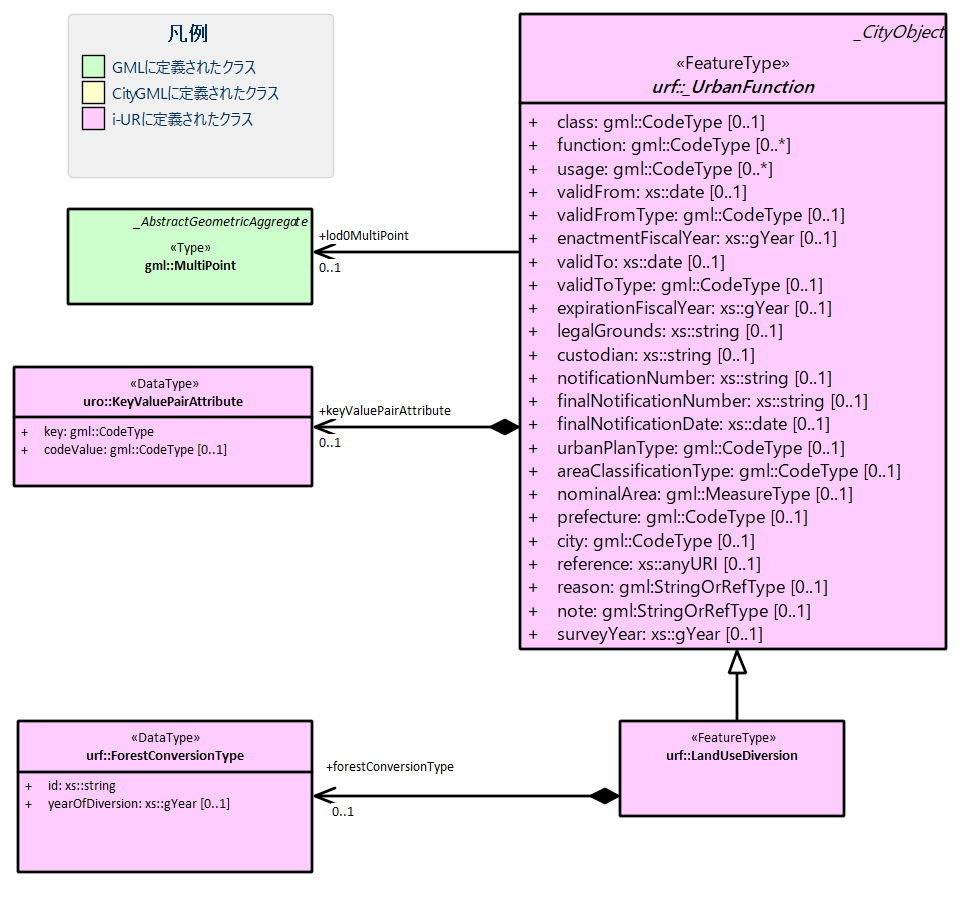 凡例
GMLに定義されたクラス
CityGMLに定義されたクラス
i-URに定義されたクラス
_CityObject
«FeatureType»
urf::_UrbanFunction
+ class: gml::CodeType [0..1]
+ function: gml::CodeType [0..*]
+ usage: gml::CodeType [0..*]
+ validFrom: xs::date [0..1]
+ validFromType: gml::CodeType [0..1]
+ enactmentFiscalYear: xs::gYear [0..1]
+ validTo: xs::date [0..1]
+ validToType: gml::CodeType [0..1]
+ expirationFiscalYear: xs::gYear [0..1]
+ legalGrounds: xs::string [0..1]
+ custodian: xs::string [0..1]
+ notificationNumber: xs::string [0..1]
+ finalNotificationNumber: xs::string [0..1]
+ finalNotificationDate: xs::date [0..1]
+ urbanPlanType: gml::CodeType [0..1]
+ areaClassificationType: gml::CodeType [0..1]
+ nominalArea: gml::MeasureType [0..1]
+ prefecture: gml::CodeType [0..1]
+ city: gml::CodeType [0..1]
+ reference: xs::anyURI [0..1]
+ reason: gml:StringOrRefType [0..1]
+ note: gml:StringOrRefType [0..1]
+ surveyYear: xs::gYear [0..1]
_AbstractGeometricAggregate
«Type»
gml::MultiPoint
+lod0MultiPoint
0..1
«DataType»
uro::KeyValuePairAttribute
+ key: gml::CodeType
+ codeValue: gml::CodeType [0..1]
+keyValuePairAttribute
0..1
«DataType»
urf::ForestConversionType
+ id: xs::string
+ yearOfDiversion: xs::gYear [0..1]
+forestConversionType
0..1
«FeatureType»
urf::LandUseDiversion